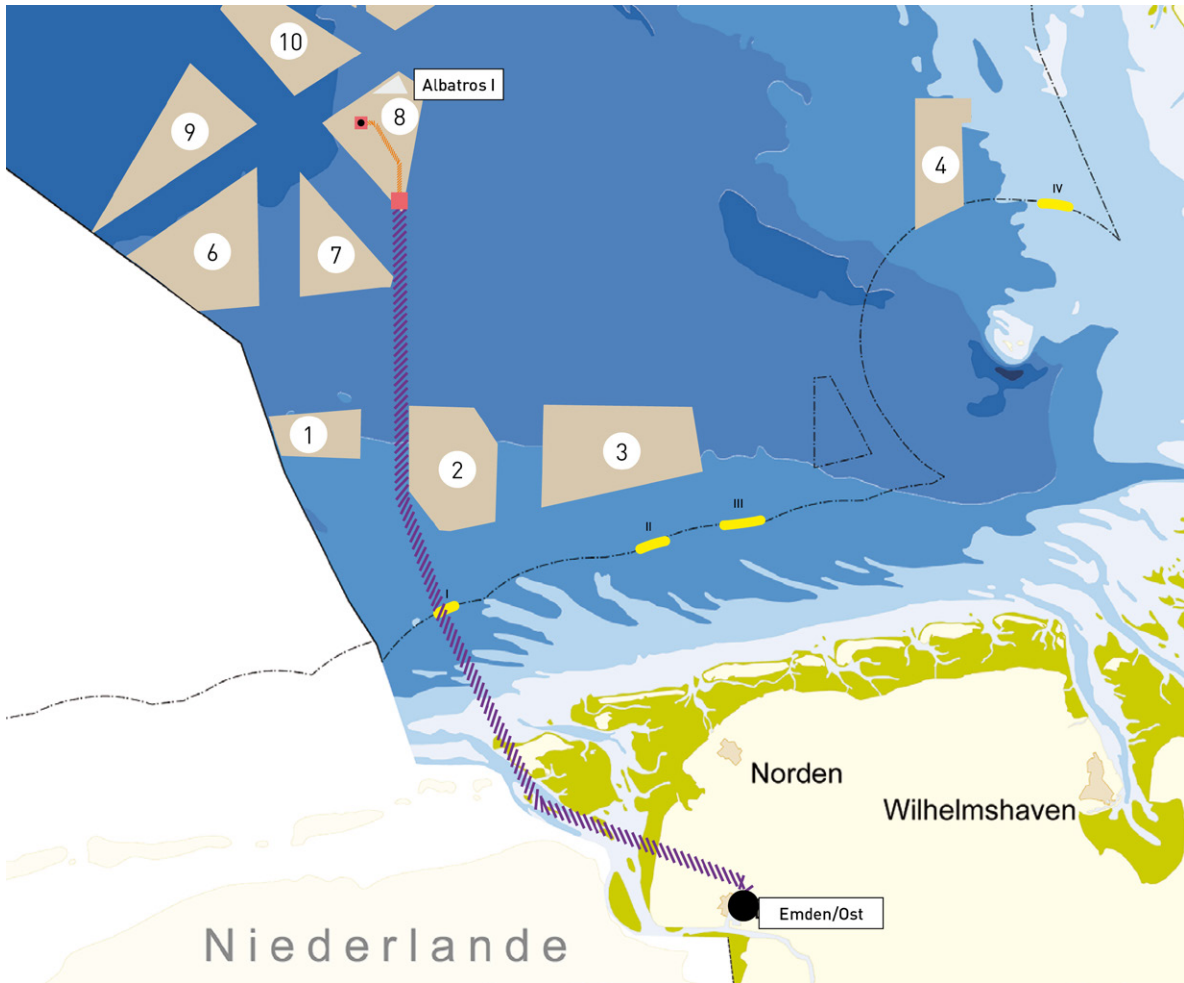 10
Albatros I
8
9
4
IV
6
7
1
2
3
III
II
I
Norden
Wilhelmshaven
Emden/Ost
Niederlande